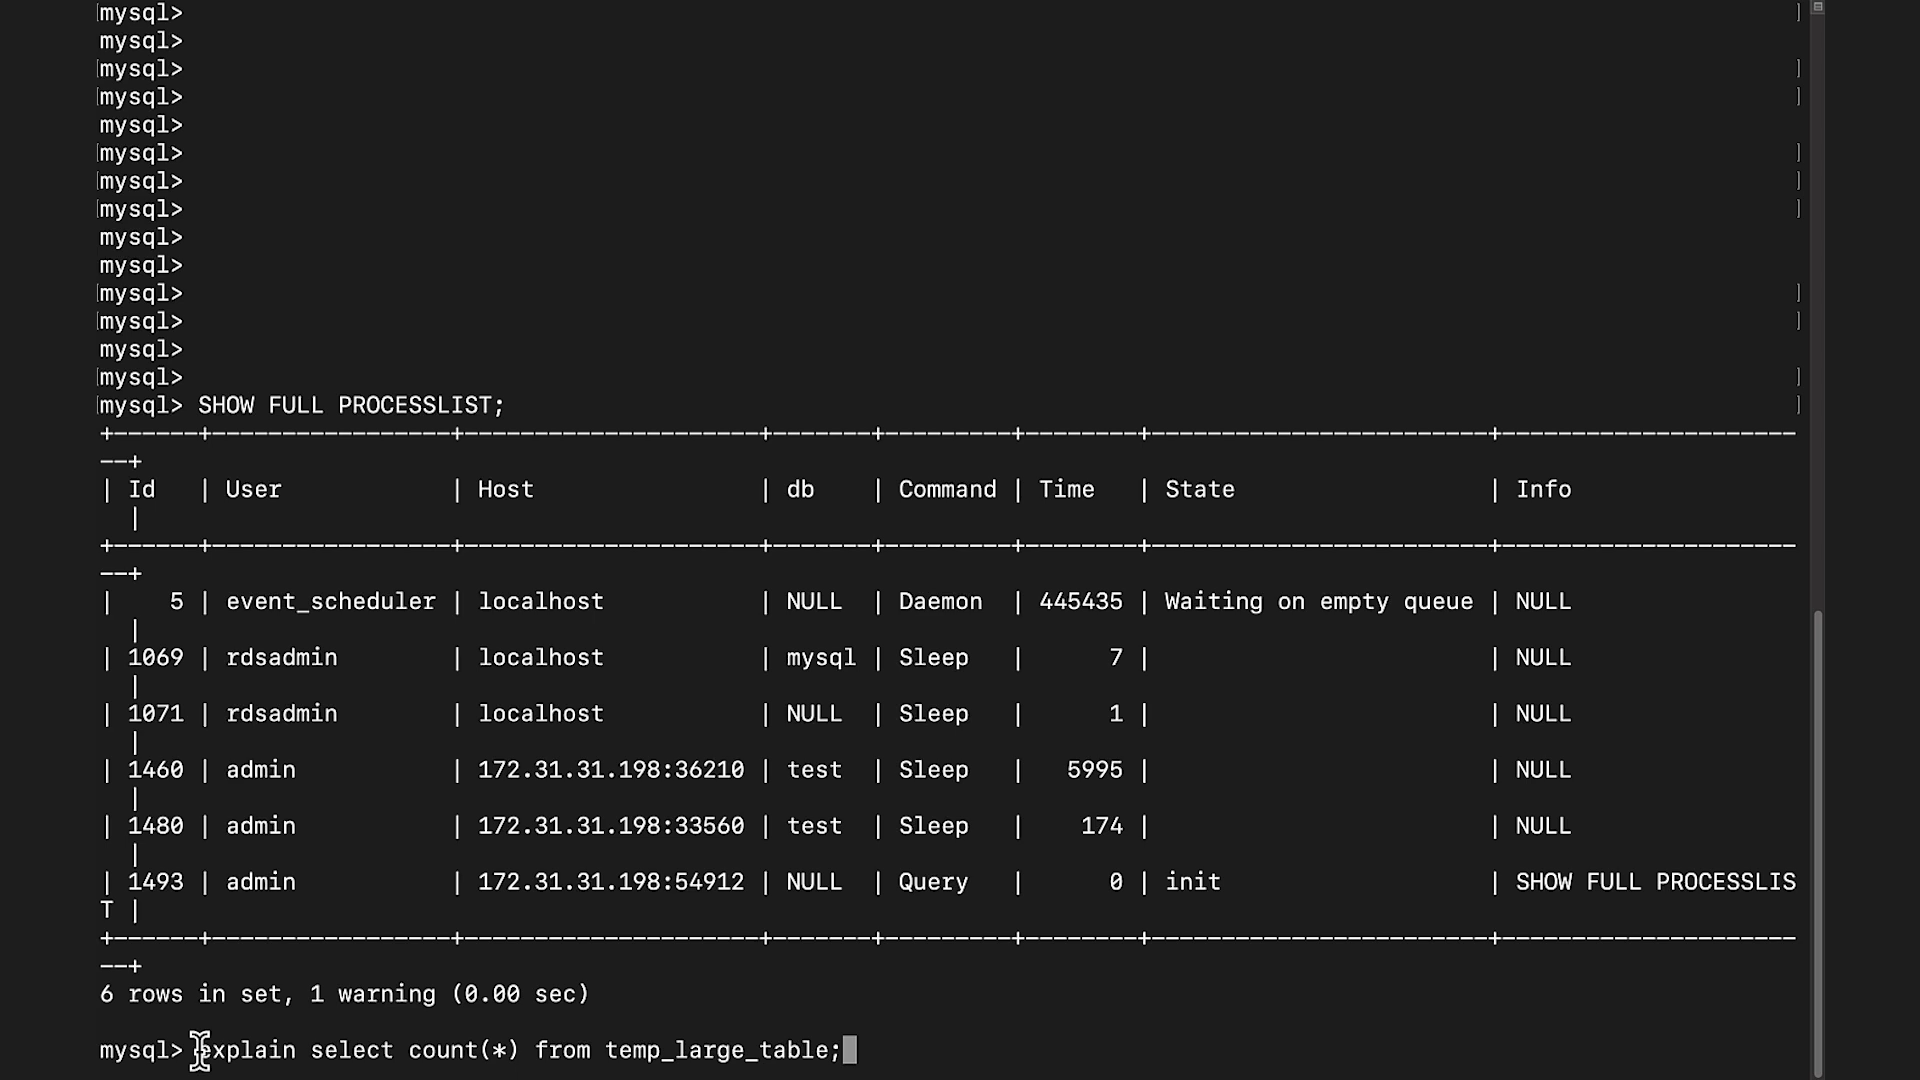 mysql>
mysql>
mysql>
mysql>
mysql>
mysql>
mysql>
mysql>
mysql>
mysql>
mysql>
mysql>
mysql>
mysql>
mysql> SHOW FULL PROCESSLIST;
+------+-----------------+----------------------+-------+---------+--------+------------------------+---------------------
--+
| Id   | User            | Host                 | db    | Command | Time   | State                  | Info
  |
+------+-----------------+----------------------+-------+---------+--------+------------------------+---------------------
--+
|    5 | event_scheduler | localhost            | NULL  | Daemon  | 445435 | Waiting on empty queue | NULL
  |
| 1069 | rdsadmin        | localhost            | mysql | Sleep   |      7 |                        | NULL
  |
| 1071 | rdsadmin        | localhost            | NULL  | Sleep   |      1 |                        | NULL
  |
| 1460 | admin           | 172.31.31.198:36210 | test  | Sleep   |   5995 |                        | NULL
  |
| 1480 | admin           | 172.31.31.198:33560 | test  | Sleep   |    174 |                        | NULL
  |
| 1493 | admin           | 172.31.31.198:54912 | NULL  | Query   |      0 | init                   | SHOW FULL PROCESSLIS
T |
+------+-----------------+----------------------+-------+---------+--------+------------------------+---------------------
--+
6 rows in set, 1 warning (0.00 sec)
mysql> explain select count(*) from temp_large_table;